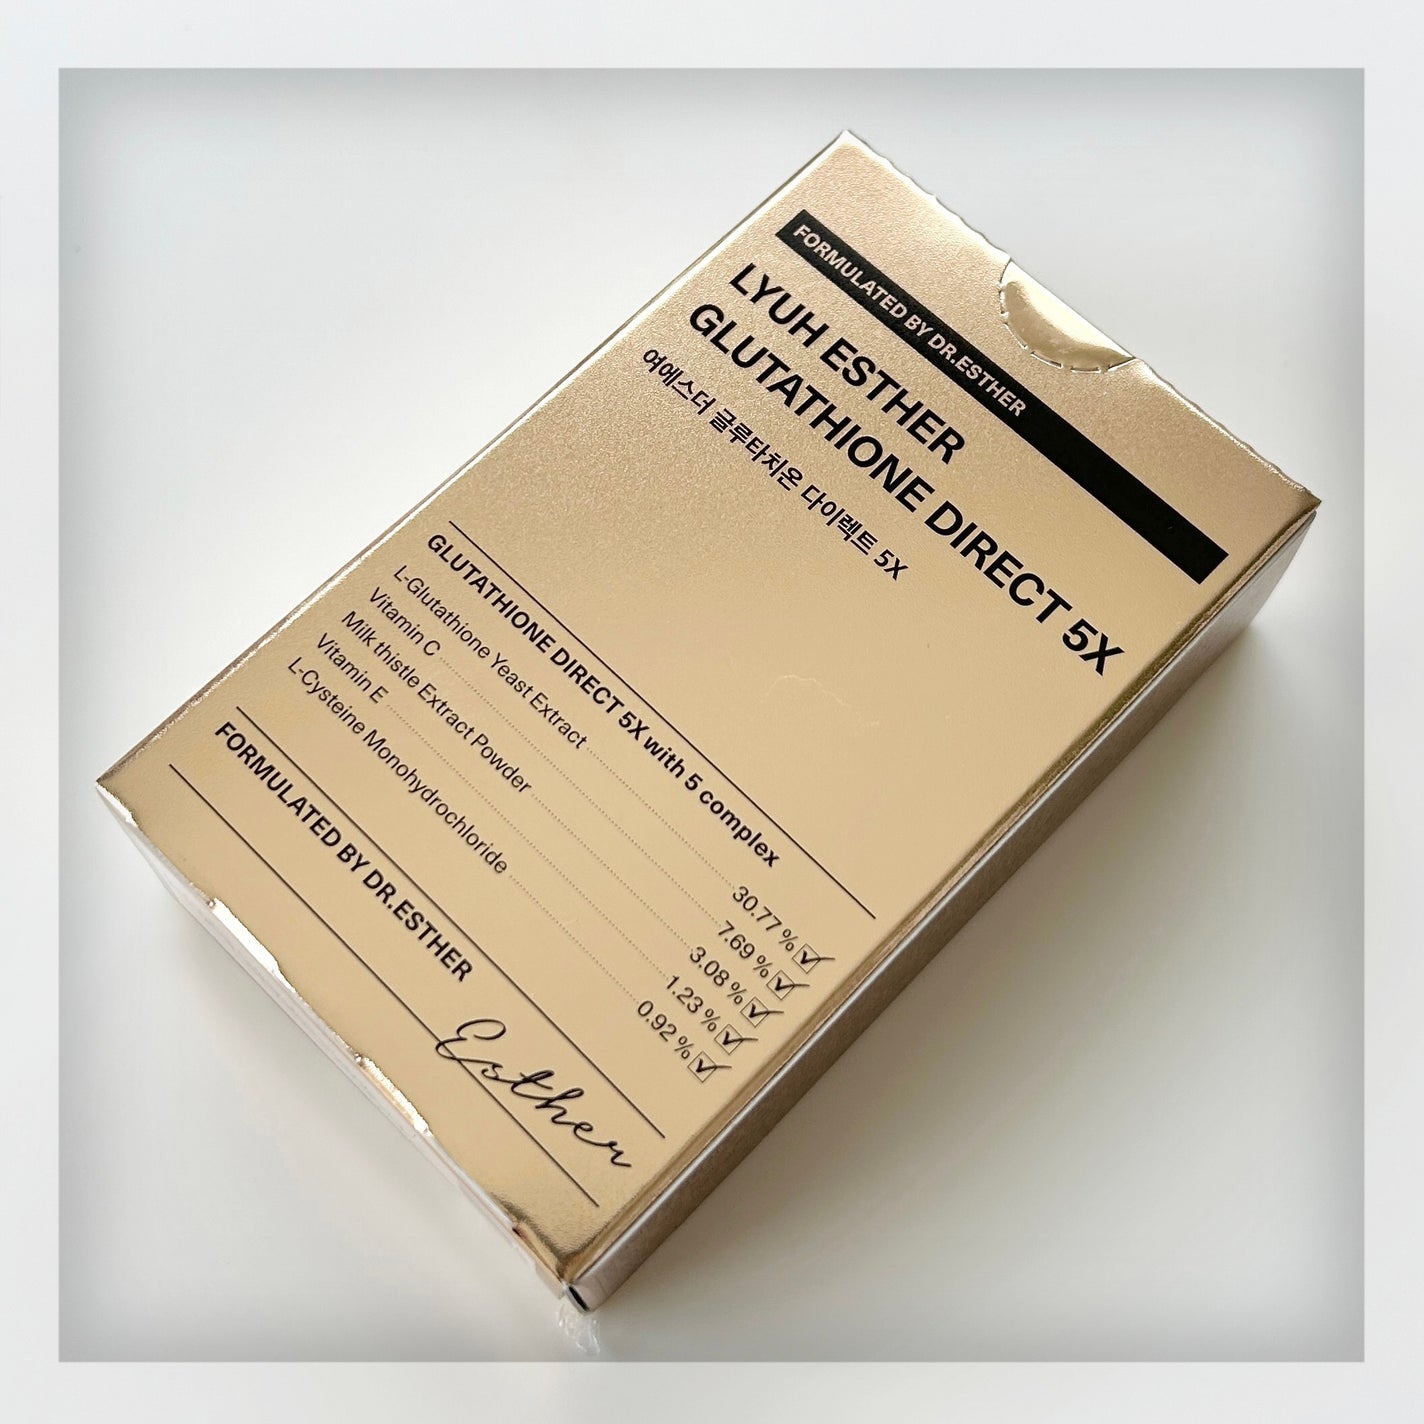 FORMULATED BY DR.ESTHER
LYUH ESTHER
GLUTATHIONE DIRECT 5X
여에스더 글루타치온 다이렉트 5X
GLUTATHIONE DIRECT 5X with 5 complex
L-Glutathione Yeast Extract 30.77 %
Vitamin C 7.69 %
Milk thistle Extract Powder 3.08 %
Vitamin E 1.23 %
L-Cysteine Monohydrochloride 0.92 %
FORMULATED BY DR.ESTHER
Esther